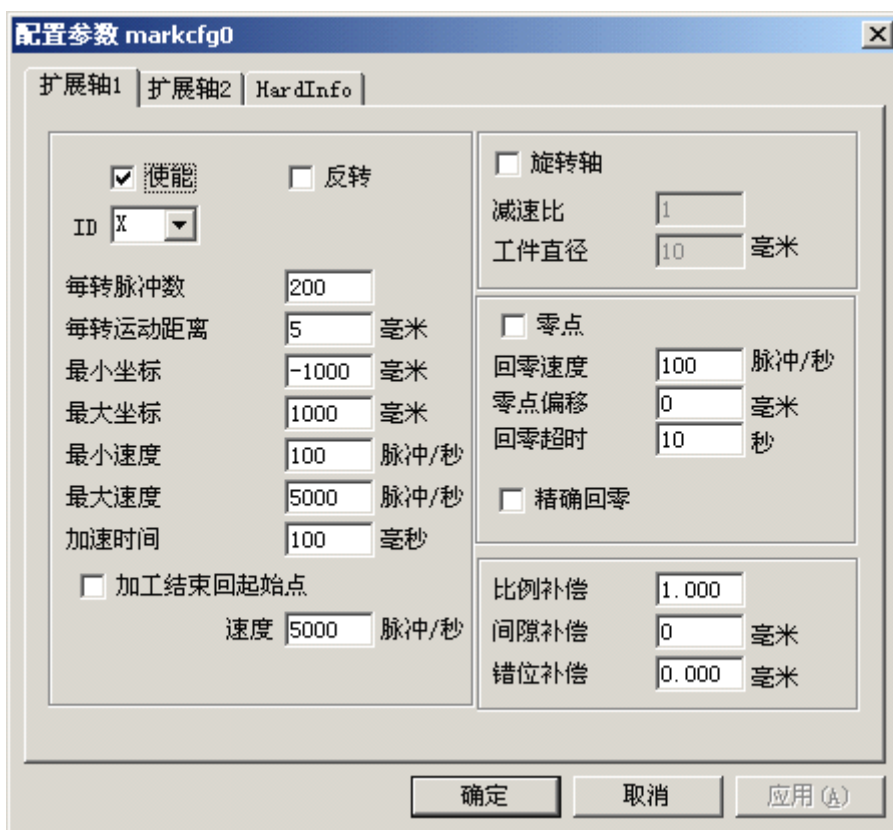 配置参数 markcfg0
扩展轴1 扩展轴2 HardInfo
使能 反转
ID X
每转脉冲数 200
每转运动距离 5 毫米
最小坐标 -1000 毫米
最大坐标 1000 毫米
最小速度 100 脉冲/秒
最大速度 5000 脉冲/秒
加速时间 100 毫秒
加工结束回起始点
速度 5000 脉冲/秒
旋转轴
减速比 1
工件直径 10 毫米
零点
回零速度 100 脉冲/秒
零点偏移 0 毫米
回零超时 10 秒
精确回零
比例补偿 1.000
间隙补偿 0 毫米
错位补偿 0.000 毫米
确定 取消 应用(A)